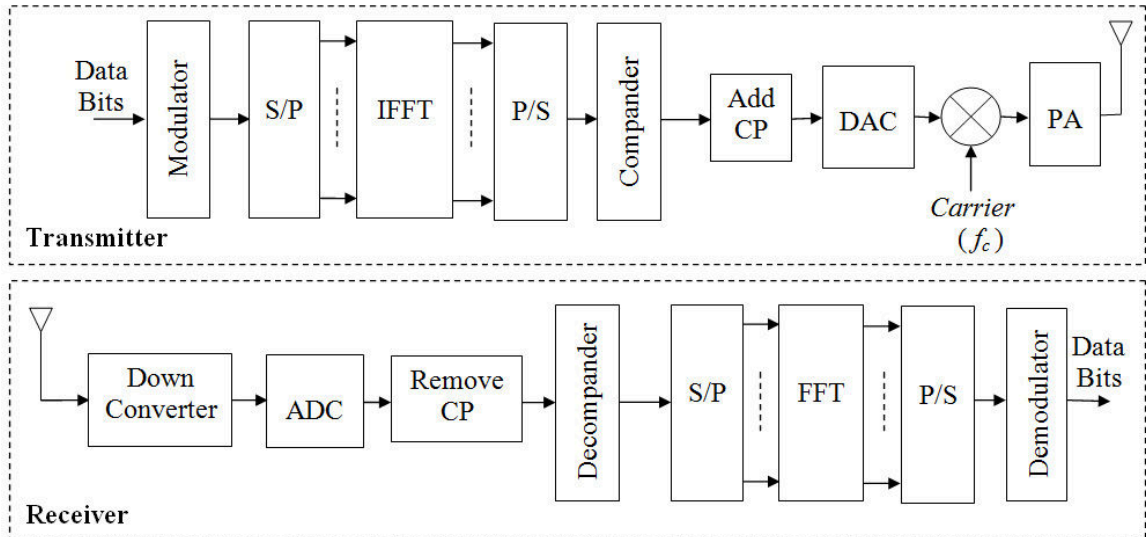 Data
Bits
Modulator
S/P
IFFT
P/S
Compander
Add
CP
DAC
PA
Carrier
(f_c)
Transmitter
Down
Converter
ADC
Remove
CP
Decompander
S/P
FFT
P/S
Demodulator
Data
Bits
Receiver